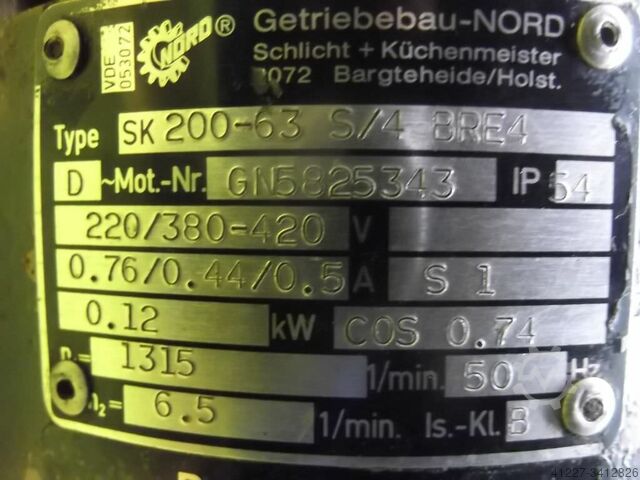 VDE 053072
NORD ® Getriebebau-NORD
Schlicht + Küchenmeister
2072 Bargteheide/Holst.
Type SK 200-63 S/4 BRE4
D ~Mot.-Nr. GN5825343 IP 54
220/380-420 V
0.76/0.44/0.5 A S 1
0.12 kW COS 0.74
n₁= 1315 1/min. 50 Hz
n₂= 6.5 1/min. Is.-Kl. B
41227-3412826